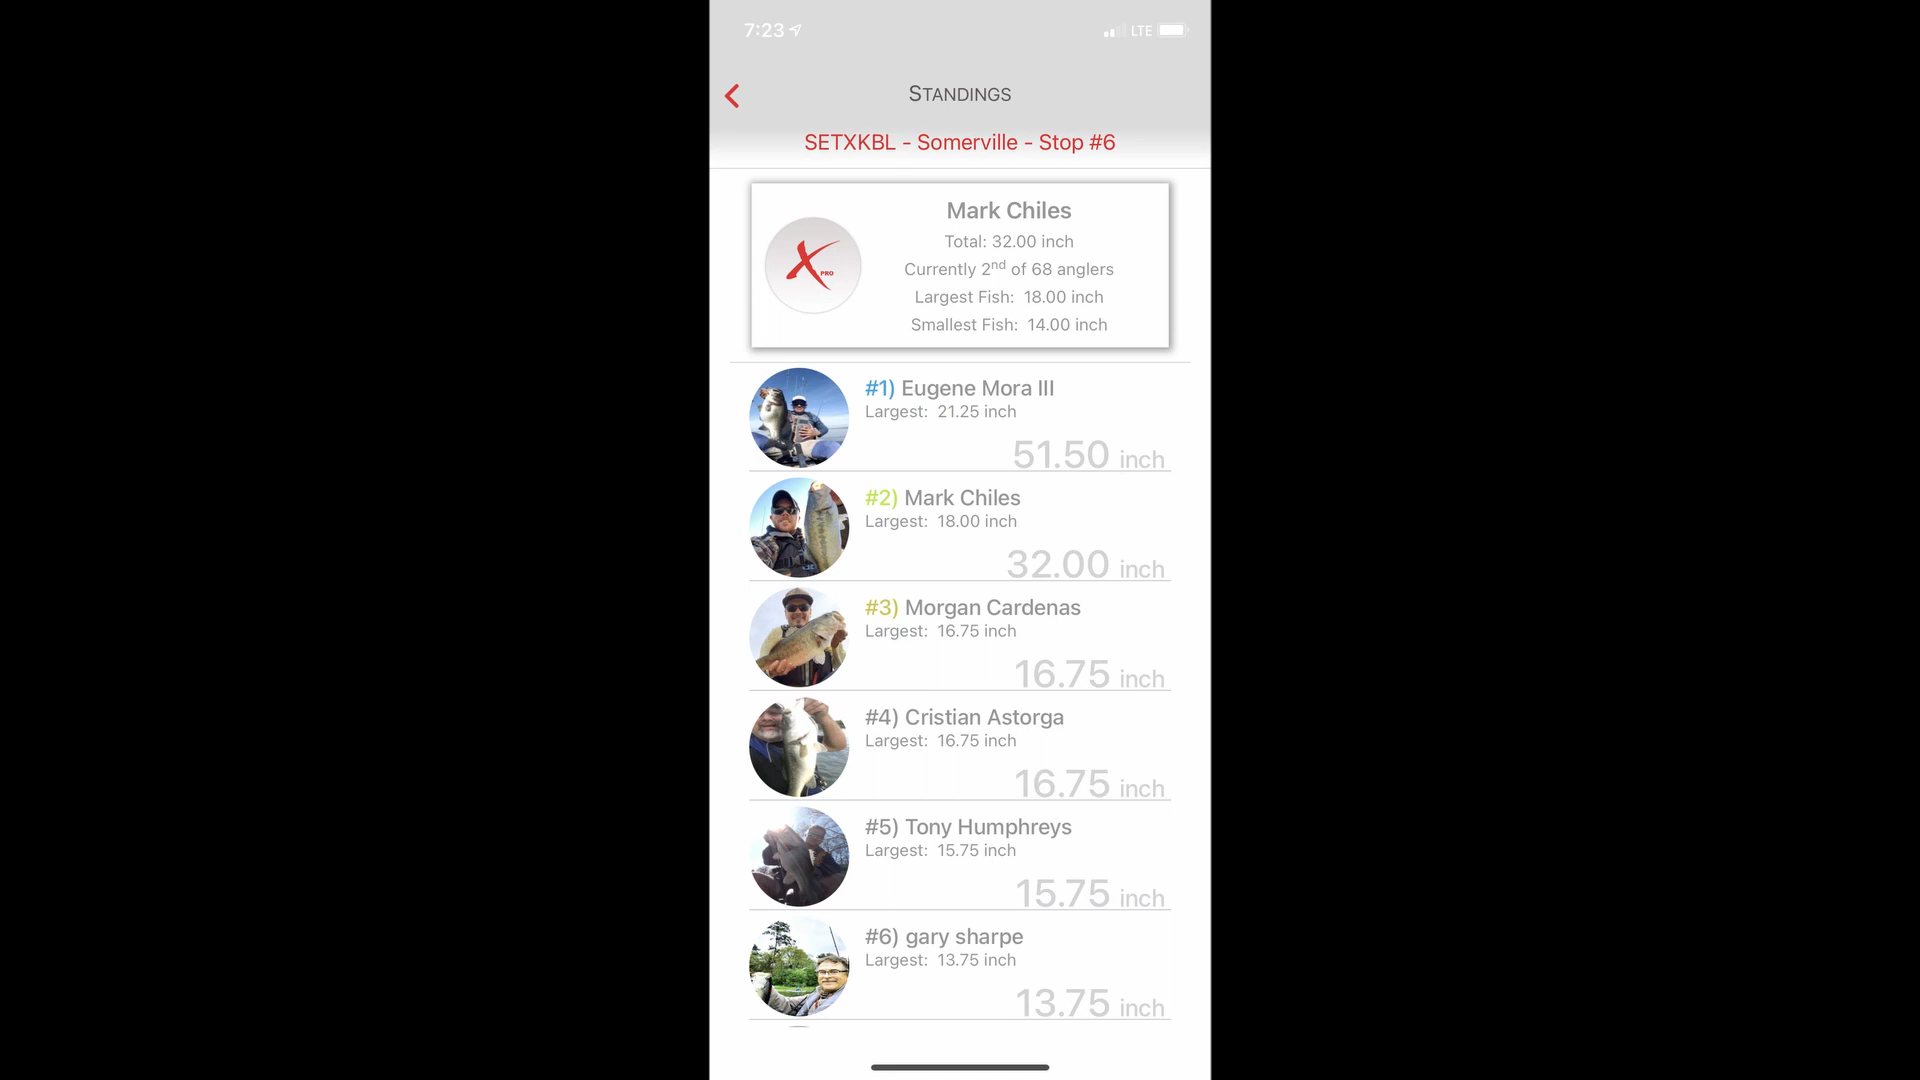 7:23
LTE
STANDINGS
SETXKBL - Somerville - Stop #6
Mark Chiles
Total: 32.00 inch
Currently 2nd of 68 anglers
Largest Fish: 18.00 inch
Smallest Fish: 14.00 inch
X PRO
#1) Eugene Mora III
Largest: 21.25 inch
51.50 inch
#2) Mark Chiles
Largest: 18.00 inch
32.00 inch
#3) Morgan Cardenas
Largest: 16.75 inch
16.75 inch
#4) Cristian Astorga
Largest: 16.75 inch
16.75 inch
#5) Tony Humphreys
Largest: 15.75 inch
15.75 inch
#6) gary sharpe
Largest: 13.75 inch
13.75 inch